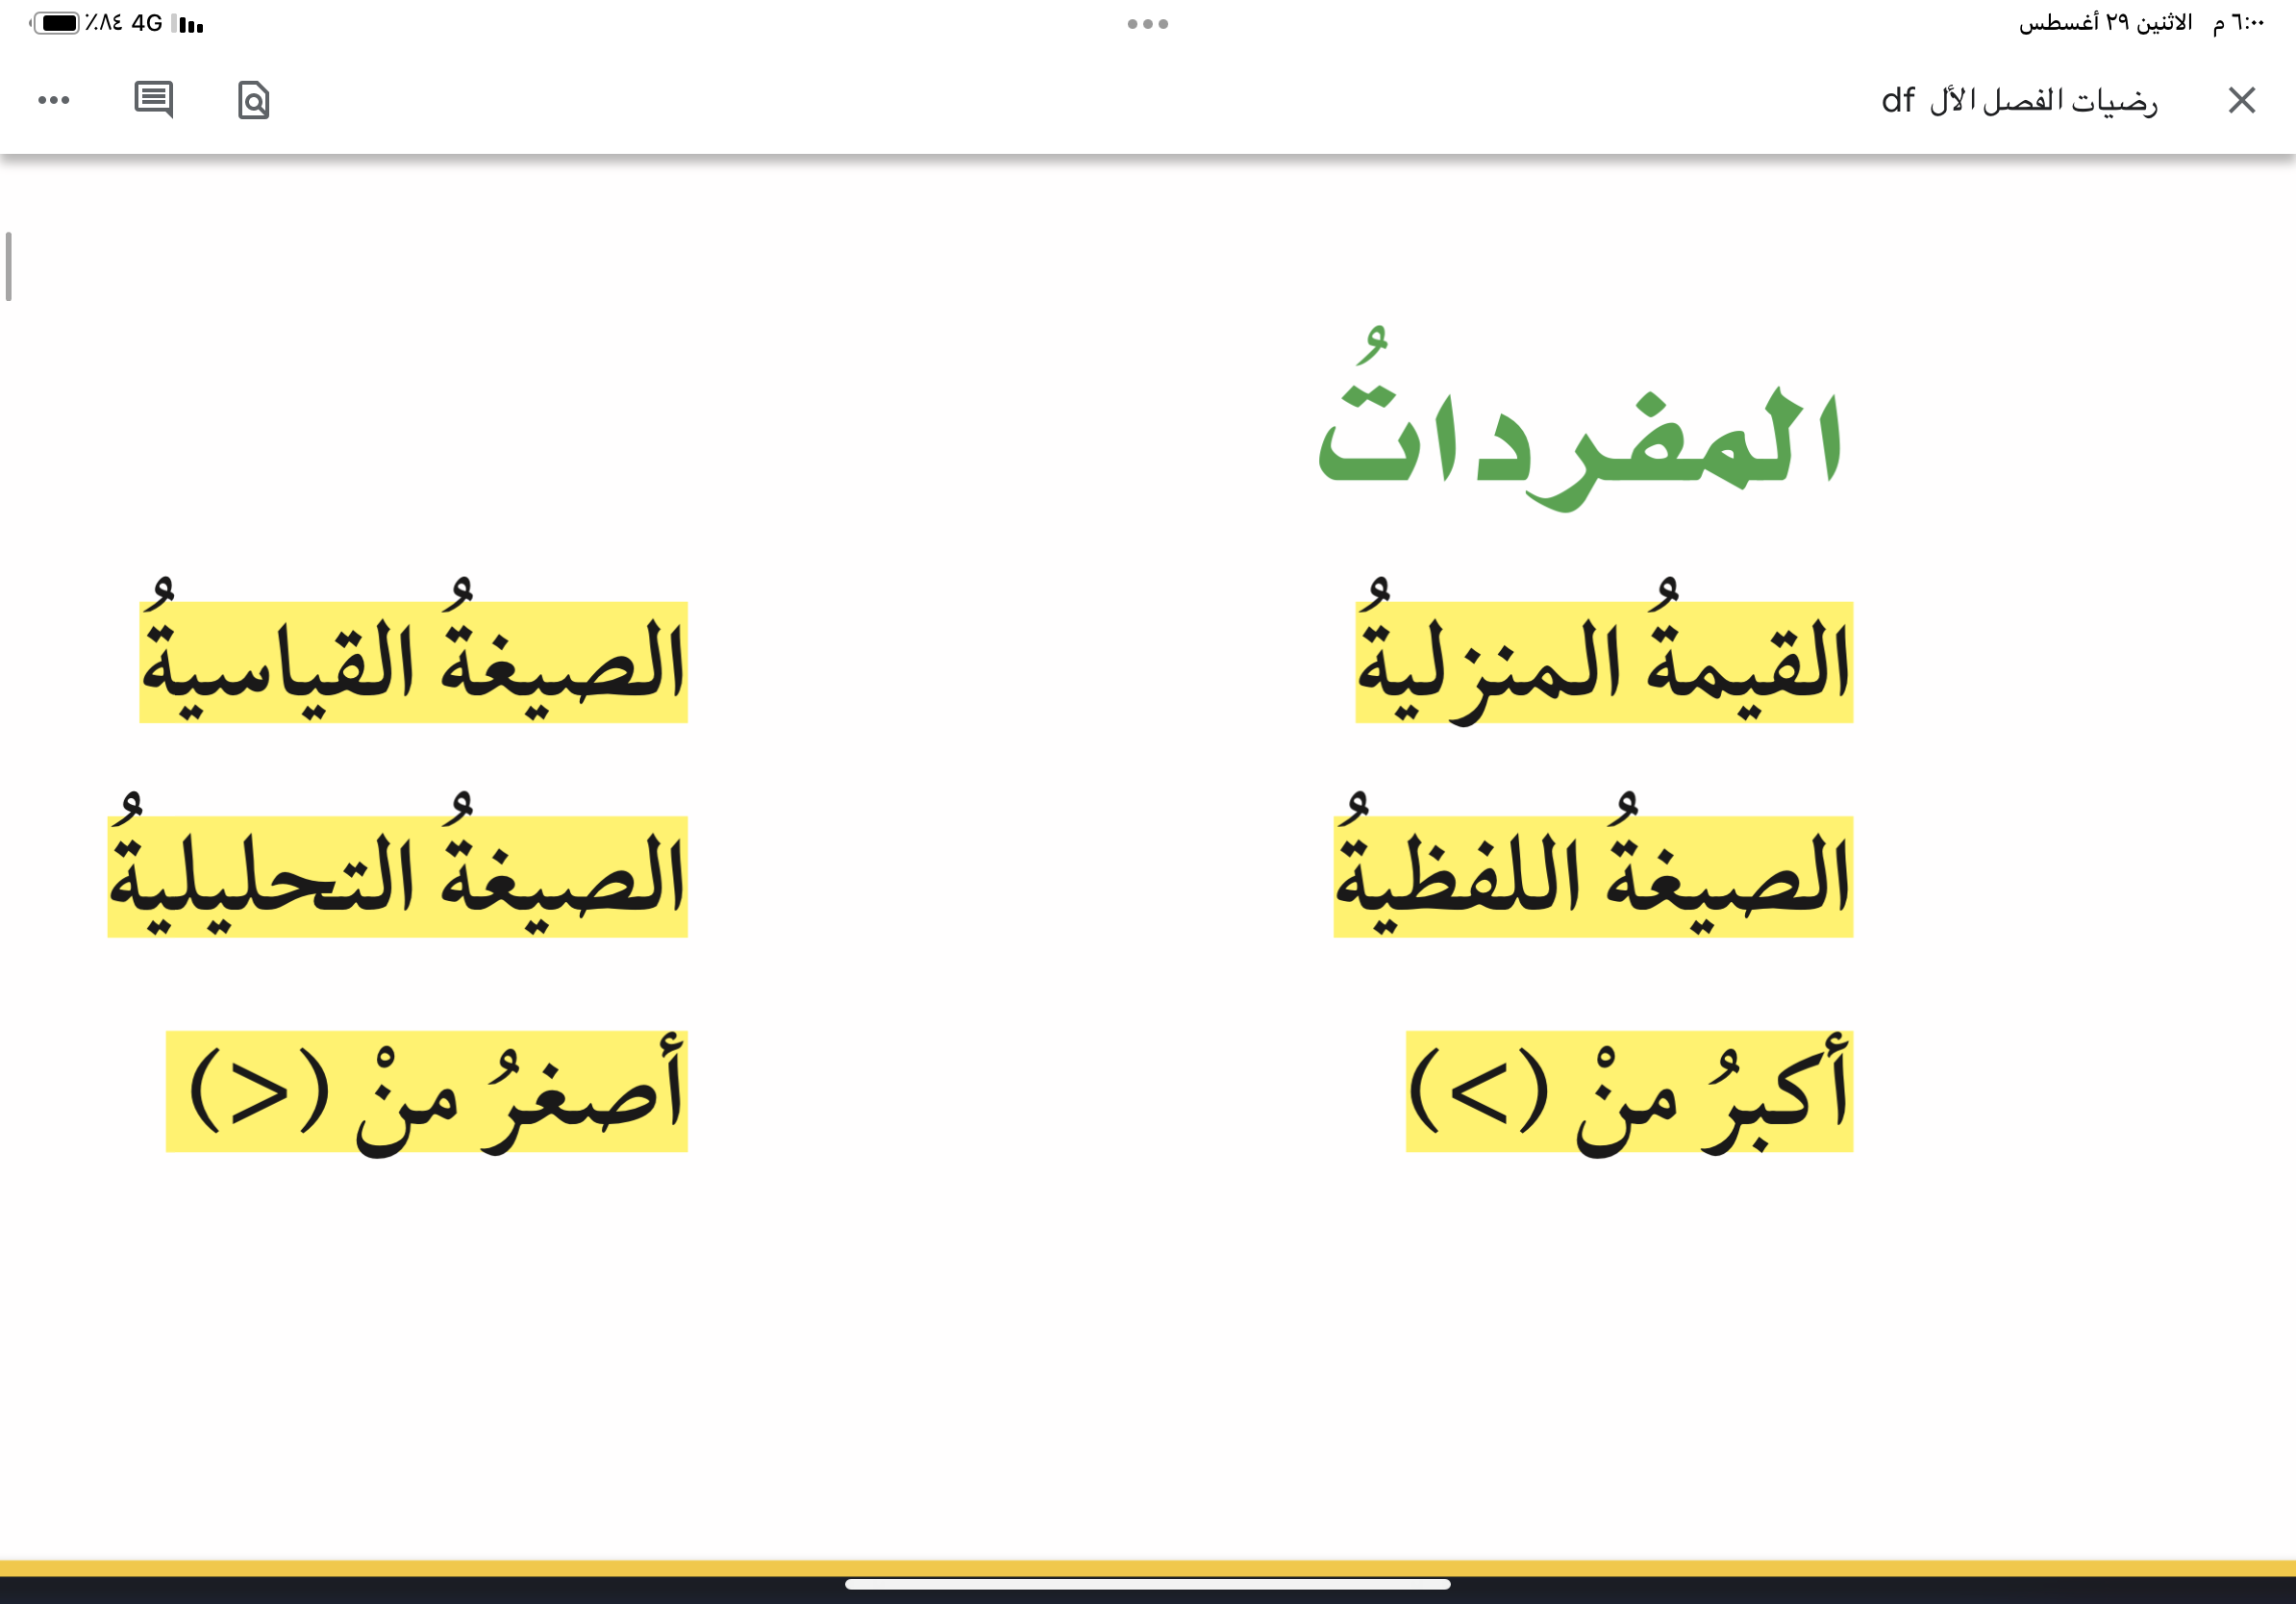 ٦:٠٠ م الاثنين ٢٩ أغسطس
4G ٨٤٪
رضيات الفصل الأل df
المفرداتُ
القيمةُ المنزليةُ
الصيغةُ القياسيةُ
الصيغةُ اللفظيةُ
الصيغةُ التحليليةُ
أكبرُ منْ (>)
أصغرُ منْ (<)